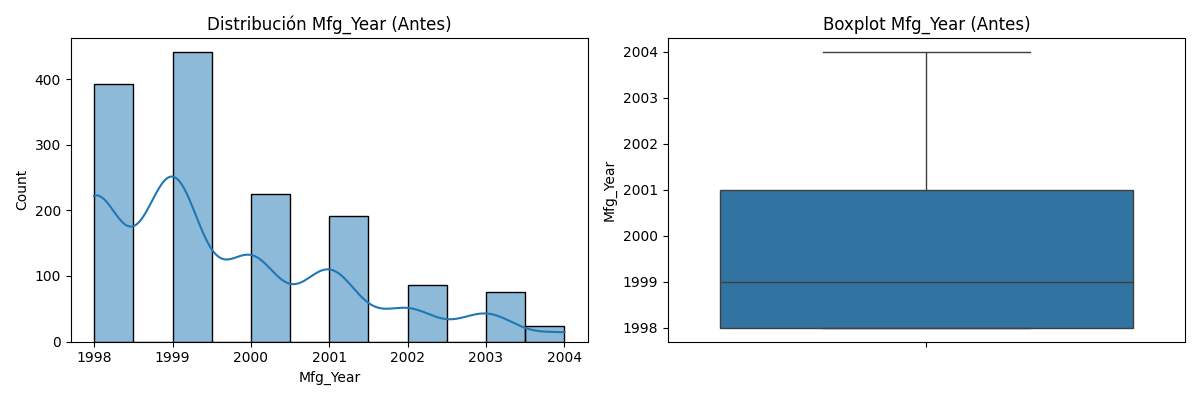 Distribución Mfg_Year (Antes)
Count
400
300
200
100
0
1998 1999 2000 2001 2002 2003 2004
Mfg_Year
Boxplot Mfg_Year (Antes)
Mfg_Year
2004
2003
2002
2001
2000
1999
1998